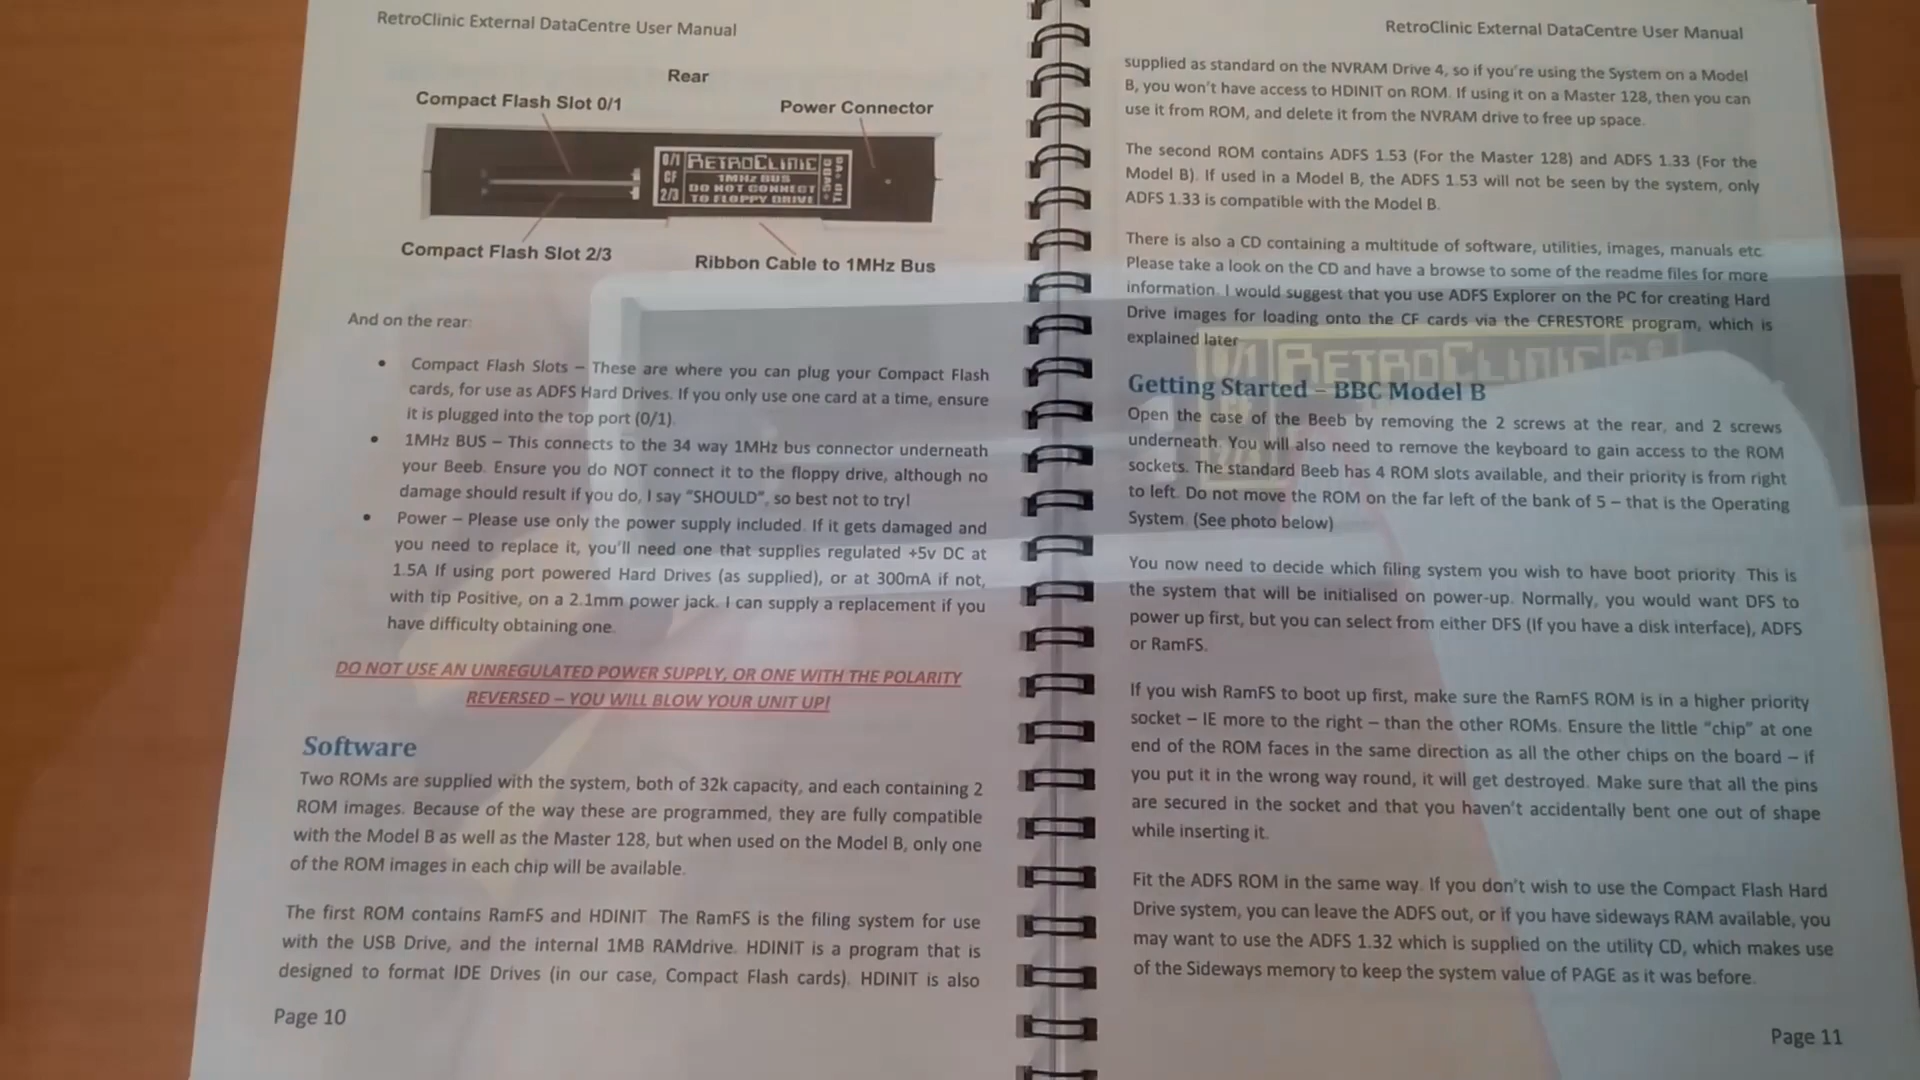 RetroClinic External DataCentre User Manual
Rear
Compact Flash Slot 0/1
Power Connector
0/1 RETROCLINIC
CF 1MHz BUS
DO NOT CONNECT
2/3 TO FLOPPY DRIVE
Compact Flash Slot 2/3
Ribbon Cable to 1MHz Bus
And on the rear:
• Compact Flash Slots – These are where you can plug your Compact Flash
cards, for use as ADFS Hard Drives. If you only use one card at a time, ensure
it is plugged into the top port (0/1).
• 1MHz BUS – This connects to the 34 way 1MHz bus connector underneath
your Beeb. Ensure you do NOT connect it to the floppy drive, although no
damage should result if you do, I say "SHOULD", so best not to try!
• Power – Please use only the power supply included. If it gets damaged and
you need to replace it, you'll need one that supplies regulated +5v DC at
1.5A If using port powered Hard Drives (as supplied), or at 300mA if not,
with tip Positive, on a 2.1mm power jack. I can supply a replacement if you
have difficulty obtaining one.
DO NOT USE AN UNREGULATED POWER SUPPLY, OR ONE WITH THE POLARITY
REVERSED – YOU WILL BLOW YOUR UNIT UP!
Software
Two ROMs are supplied with the system, both of 32k capacity, and each containing 2
ROM images. Because of the way these are programmed, they are fully compatible
with the Model B as well as the Master 128, but when used on the Model B, only one
of the ROM images in each chip will be available.
The first ROM contains RamFS and HDINIT. The RamFS is the filing system for use
with the USB Drive, and the internal 1MB RAMdrive. HDINIT is a program that is
designed to format IDE Drives (in our case, Compact Flash cards). HDINIT is also
Page 10
RetroClinic External DataCentre User Manual
supplied as standard on the NVRAM Drive 4, so if you're using the System on a Model
B, you won't have access to HDINIT on ROM. If using it on a Master 128, then you can
use it from ROM, and delete it from the NVRAM drive to free up space.
The second ROM contains ADFS 1.53 (For the Master 128) and ADFS 1.33 (For the
Model B). If used in a Model B, the ADFS 1.53 will not be seen by the system, only
ADFS 1.33 is compatible with the Model B.
There is also a CD containing a multitude of software, utilities, images, manuals etc.
Please take a look on the CD and have a browse to some of the readme files for more
information. I would suggest that you use ADFS Explorer on the PC for creating Hard
Drive images for loading onto the CF cards via the CFRESTORE program, which is
explained later
RETROCLINIC
Getting Started – BBC Model B
Open the case of the Beeb by removing the 2 screws at the rear, and 2 screws
underneath. You will also need to remove the keyboard to gain access to the ROM
sockets. The standard Beeb has 4 ROM slots available, and their priority is from right
to left. Do not move the ROM on the far left of the bank of 5 – that is the Operating
System. (See photo below)
You now need to decide which filing system you wish to have boot priority. This is
the system that will be initialised on power-up. Normally, you would want DFS to
power up first, but you can select from either DFS (If you have a disk interface), ADFS
or RamFS.
If you wish RamFS to boot up first, make sure the RamFS ROM is in a higher priority
socket – IE more to the right – than the other ROMs. Ensure the little "chip" at one
end of the ROM faces in the same direction as all the other chips on the board – if
you put it in the wrong way round, it will get destroyed. Make sure that all the pins
are secured in the socket and that you haven't accidentally bent one out of shape
while inserting it.
Fit the ADFS ROM in the same way. If you don't wish to use the Compact Flash Hard
Drive system, you can leave the ADFS out, or if you have sideways RAM available, you
may want to use the ADFS 1.32 which is supplied on the utility CD, which makes use
of the Sideways memory to keep the system value of PAGE as it was before.
Page 11